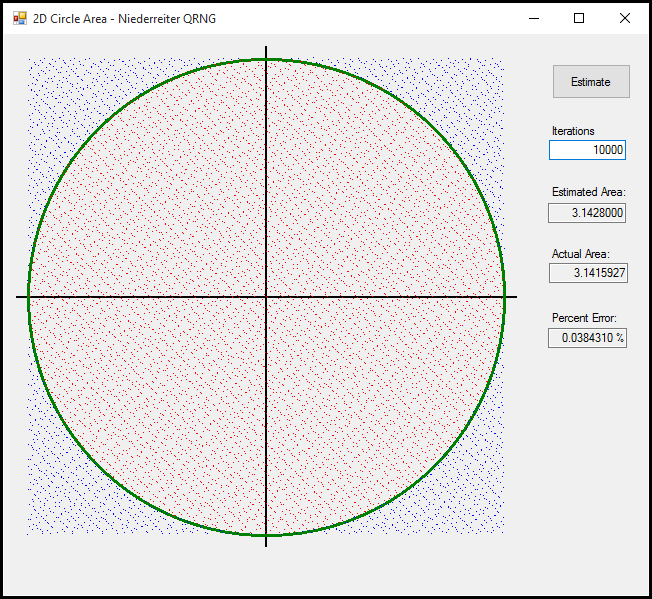 2D Circle Area - Niederreiter QRNG
Estimate
Iterations
10000
Estimated Area:
3.1428000
Actual Area:
3.1415927
Percent Error:
0.0384310 %